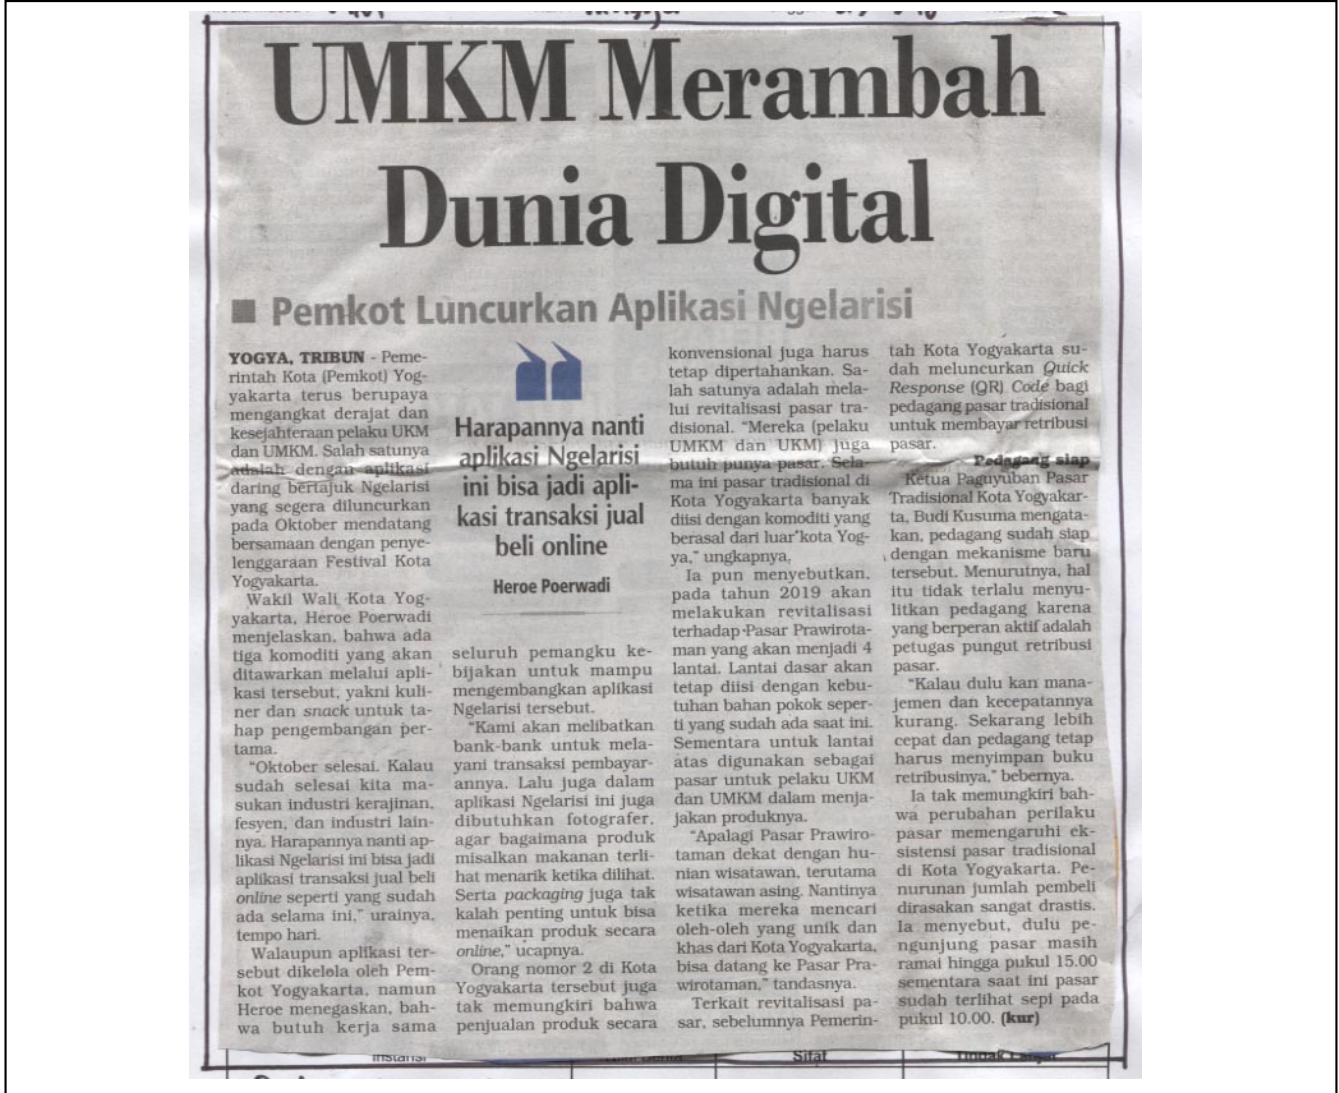 UMKM Merambah
Dunia Digital
■ Pemkot Luncurkan Aplikasi Ngelarisi
YOGYA, TRIBUN - Peme-
rintah Kota (Pemkot) Yog-
yakarta terus berupaya
mengangkat derajat dan
kesejahteraan pelaku UKM
dan UMKM. Salah satunya
adalah dengan aplikasi
daring bertajuk Ngelarisi
yang segera diluncurkan
pada Oktober mendatang
bersamaan dengan penye-
lenggaraan Festival Kota
Yogyakarta.
Wakil Wali Kota Yog-
yakarta, Heroe Poerwadi
menjelaskan, bahwa ada
tiga komoditi yang akan
ditawarkan melalui apli-
kasi tersebut, yakni kuli-
ner dan snack untuk ta-
hap pengembangan per-
tama.
"Oktober selesai. Kalau
sudah selesai kita ma-
sukan industri kerajinan,
fesyen, dan industri lain-
nya. Harapannya nanti ap-
likasi Ngelarisi ini bisa jadi
aplikasi transaksi jual beli
online seperti yang sudah
ada selama ini," urainya,
tempo hari.
Walaupun aplikasi ter-
sebut dikelola oleh Pem-
kot Yogyakarta, namun
Heroe menegaskan, bah-
wa butuh kerja sama
Harapannya nanti
aplikasi Ngelarisi
ini bisa jadi apli-
kasi transaksi jual
beli online
Heroe Poerwadi
seluruh pemangku ke-
bijakan untuk mampu
mengembangkan aplikasi
Ngelarisi tersebut.
"Kami akan melibatkan
bank-bank untuk mela-
yani transaksi pembayar-
annya. Lalu juga dalam
aplikasi Ngelarisi ini juga
dibutuhkan fotografer,
agar bagaimana produk
misalkan makanan terli-
hat menarik ketika dilihat.
Serta packaging juga tak
kalah penting untuk bisa
menaikan produk secara
online," ucapnya.
Orang nomor 2 di Kota
Yogyakarta tersebut juga
tak memungkiri bahwa
penjualan produk secara
konvensional juga harus
tetap dipertahankan. Sa-
lah satunya adalah mela-
lui revitalisasi pasar tra-
disional. "Mereka (pelaku
UMKM dan UKM) juga
butuh punya pasar. Sela-
ma ini pasar tradisional di
Kota Yogyakarta banyak
diisi dengan komoditi yang
berasal dari luar kota Yog-
ya," ungkapnya.
Ia pun menyebutkan,
pada tahun 2019 akan
melakukan revitalisasi
terhadap Pasar Prawirota-
man yang akan menjadi 4
lantai. Lantai dasar akan
tetap diisi dengan kebu-
tuhan bahan pokok seper-
ti yang sudah ada saat ini.
Sementara untuk lantai
atas digunakan sebagai
pasar untuk pelaku UKM
dan UMKM dalam menja-
jakan produknya.
"Apalagi Pasar Prawiro-
taman dekat dengan hu-
nian wisatawan, terutama
wisatawan asing. Nantinya
ketika mereka mencari
oleh-oleh yang unik dan
khas dari Kota Yogyakarta,
bisa datang ke Pasar Pra-
wirotaman," tandasnya.
Terkait revitalisasi pa-
sar, sebelumnya Pemerin-
tah Kota Yogyakarta su-
dah meluncurkan Quick
Response (QR) Code bagi
pedagang pasar tradisional
untuk membayar retribusi
pasar.
Pedagang siap
Ketua Paguyuban Pasar
Tradisional Kota Yogyakar-
ta, Budi Kusuma mengata-
kan, pedagang sudah siap
dengan mekanisme baru
tersebut. Menurutnya, hal
itu tidak terlalu menyu-
litkan pedagang karena
yang berperan aktif adalah
petugas pungut retribusi
pasar.
"Kalau dulu kan mana-
jemen dan kecepatannya
kurang. Sekarang lebih
cepat dan pedagang tetap
harus menyimpan buku
retribusinya," bebernya.
Ia tak memungkiri bah-
wa perubahan perilaku
pasar memengaruhi ek-
sistensi pasar tradisional
di Kota Yogyakarta. Pe-
nurunan jumlah pembeli
dirasakan sangat drastis.
Ia menyebut, dulu pe-
ngunjung pasar masih
ramai hingga pukul 15.00
sementara saat ini pasar
sudah terlihat sepi pada
pukul 10.00. (kur)
Instansi
Sifat